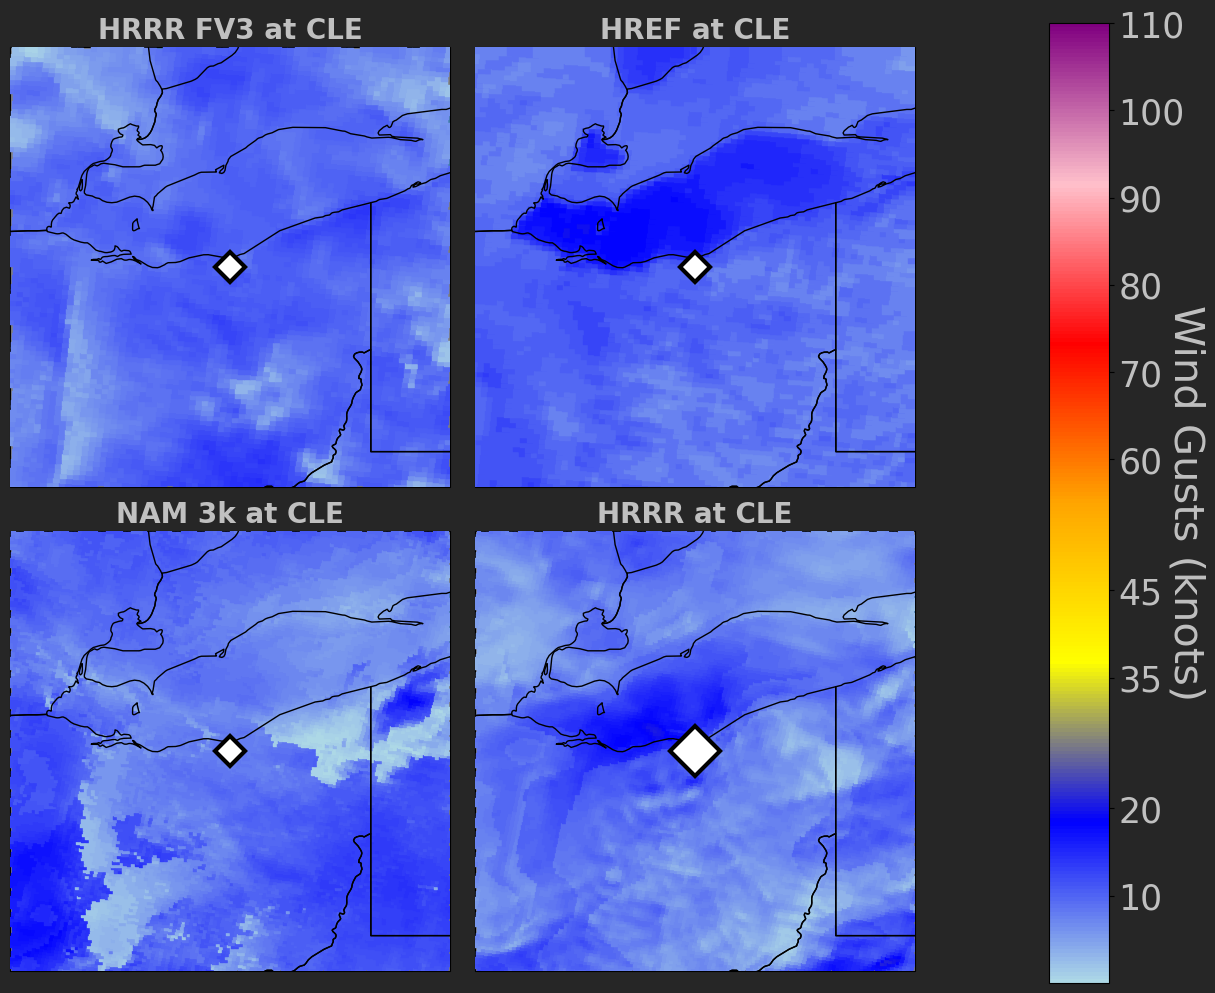 HRRR FV3 at CLE
HREF at CLE
NAM 3k at CLE
HRRR at CLE
110
100
90
80
70
60
45
35
20
10
Wind Gusts (knots)